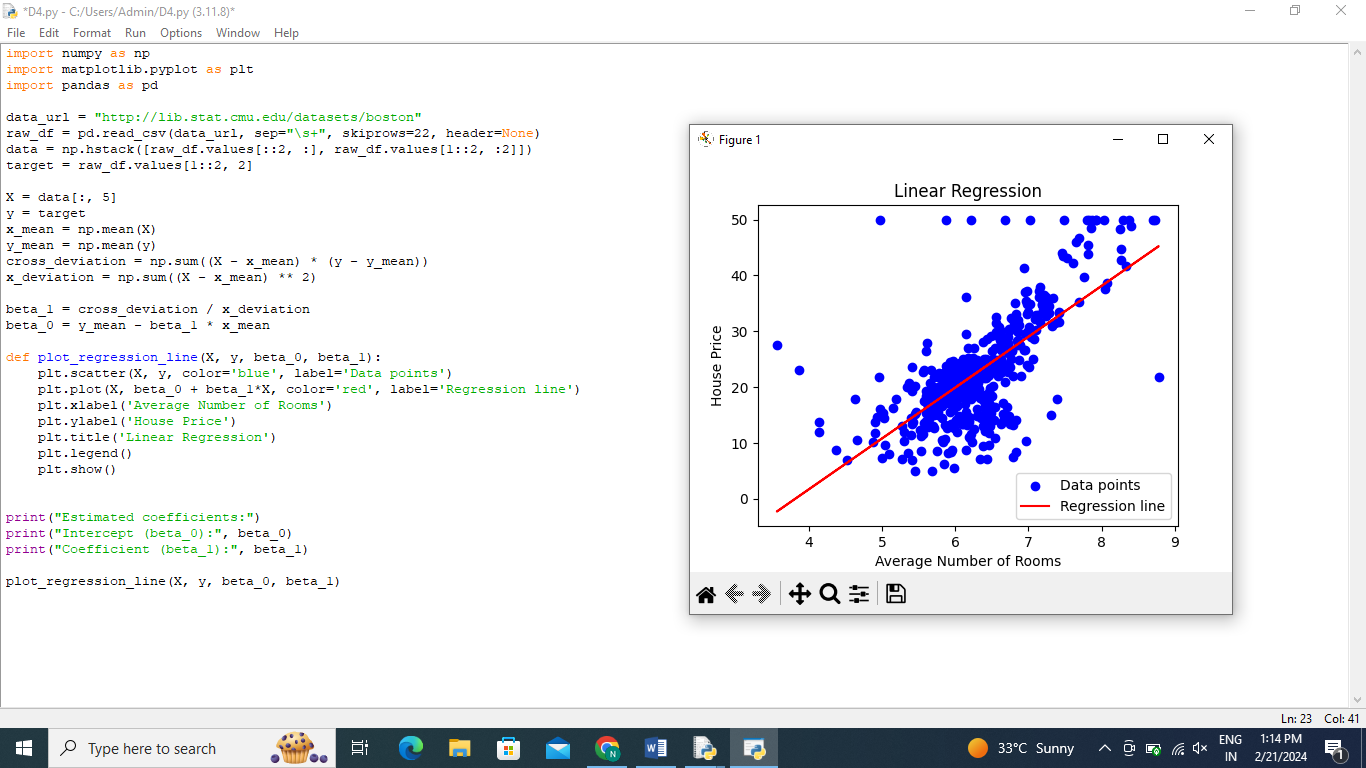 *D4.py - C:/Users/Admin/D4.py (3.11.8)*
File Edit Format Run Options Window Help
import numpy as np
import matplotlib.pyplot as plt
import pandas as pd
data_url = "http://lib.stat.cmu.edu/datasets/boston"
raw_df = pd.read_csv(data_url, sep="\s+", skiprows=22, header=None)
data = np.hstack([raw_df.values[::2, :], raw_df.values[1::2, :2]])
target = raw_df.values[1::2, 2]
X = data[:, 5]
y = target
x_mean = np.mean(X)
y_mean = np.mean(y)
cross_deviation = np.sum((X - x_mean) * (y - y_mean))
x_deviation = np.sum((X - x_mean) ** 2)
beta_1 = cross_deviation / x_deviation
beta_0 = y_mean - beta_1 * x_mean
def plot_regression_line(X, y, beta_0, beta_1):
    plt.scatter(X, y, color='blue', label='Data points')
    plt.plot(X, beta_0 + beta_1*X, color='red', label='Regression line')
    plt.xlabel('Average Number of Rooms')
    plt.ylabel('House Price')
    plt.title('Linear Regression')
    plt.legend()
    plt.show()
print("Estimated coefficients:")
print("Intercept (beta_0):", beta_0)
print("Coefficient (beta_1):", beta_1)
plot_regression_line(X, y, beta_0, beta_1)
Figure 1
Linear Regression
50
40
30
20
10
0
House Price
Data points
Regression line
4 5 6 7 8 9
Average Number of Rooms
Ln: 23 Col: 41
Type here to search
33°C Sunny
ENG
IN
1:14 PM
2/21/2024
1